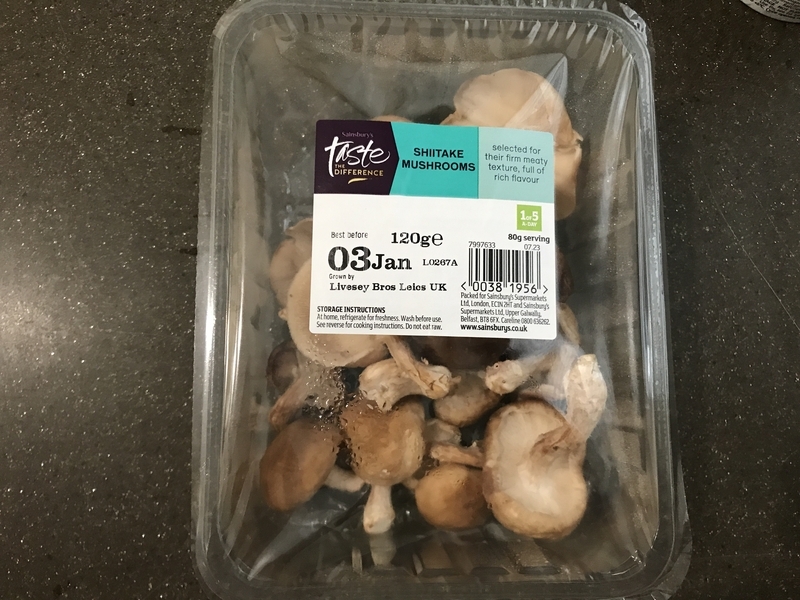 Sainsbury's
taste
THE
DIFFERENCE
SHIITAKE
MUSHROOMS
selected for
their firm meaty
texture, full of
rich flavour
1 of 5
A-DAY
80g serving
Best before
120g℮
03Jan
L0267A
Grown by
Livesey Bros Leics UK
7997633
07.23
<0038 1956>
STORAGE INSTRUCTIONS
At home, refrigerate for freshness. Wash before use.
See reverse for cooking instructions. Do not eat raw.
Packed for Sainsbury's Supermarkets
Ltd, London, EC1N 2HT and Sainsbury's
Supermarkets Ltd, Upper Galwally,
Belfast, BT8 6FX. Careline 0800 636262.
www.sainsburys.co.uk